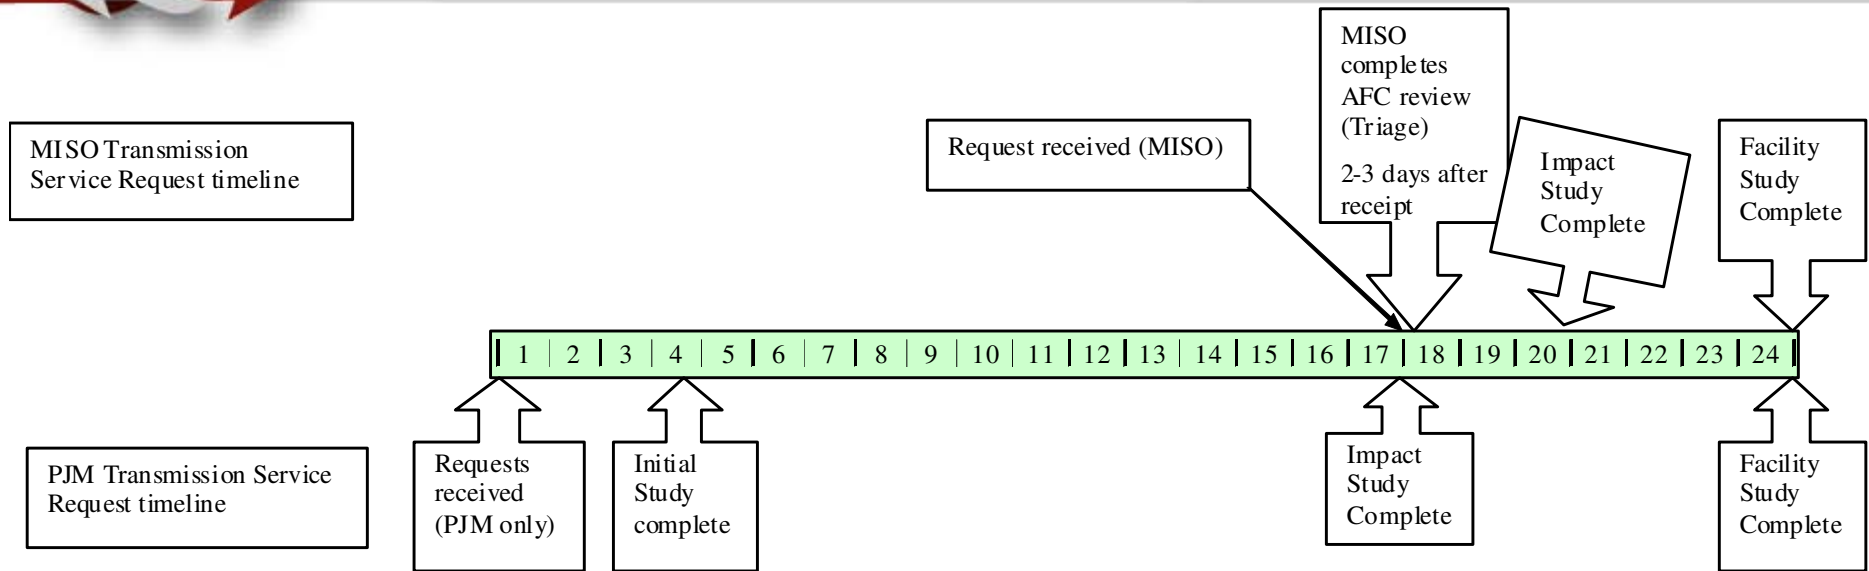 MISO Transmission
Service Request timeline
Request received (MISO)
MISO
completes
AFC review
(Triage)
2-3 days after
receipt
Impact
Study
Complete
Facility
Study
Complete
1 2 3 4 5 6 7 8 9 10 11 12 13 14 15 16 17 18 19 20 21 22 23 24
PJM Transmission Service
Request timeline
Requests
received
(PJM only)
Initial
Study
complete
Impact
Study
Complete
Facility
Study
Complete